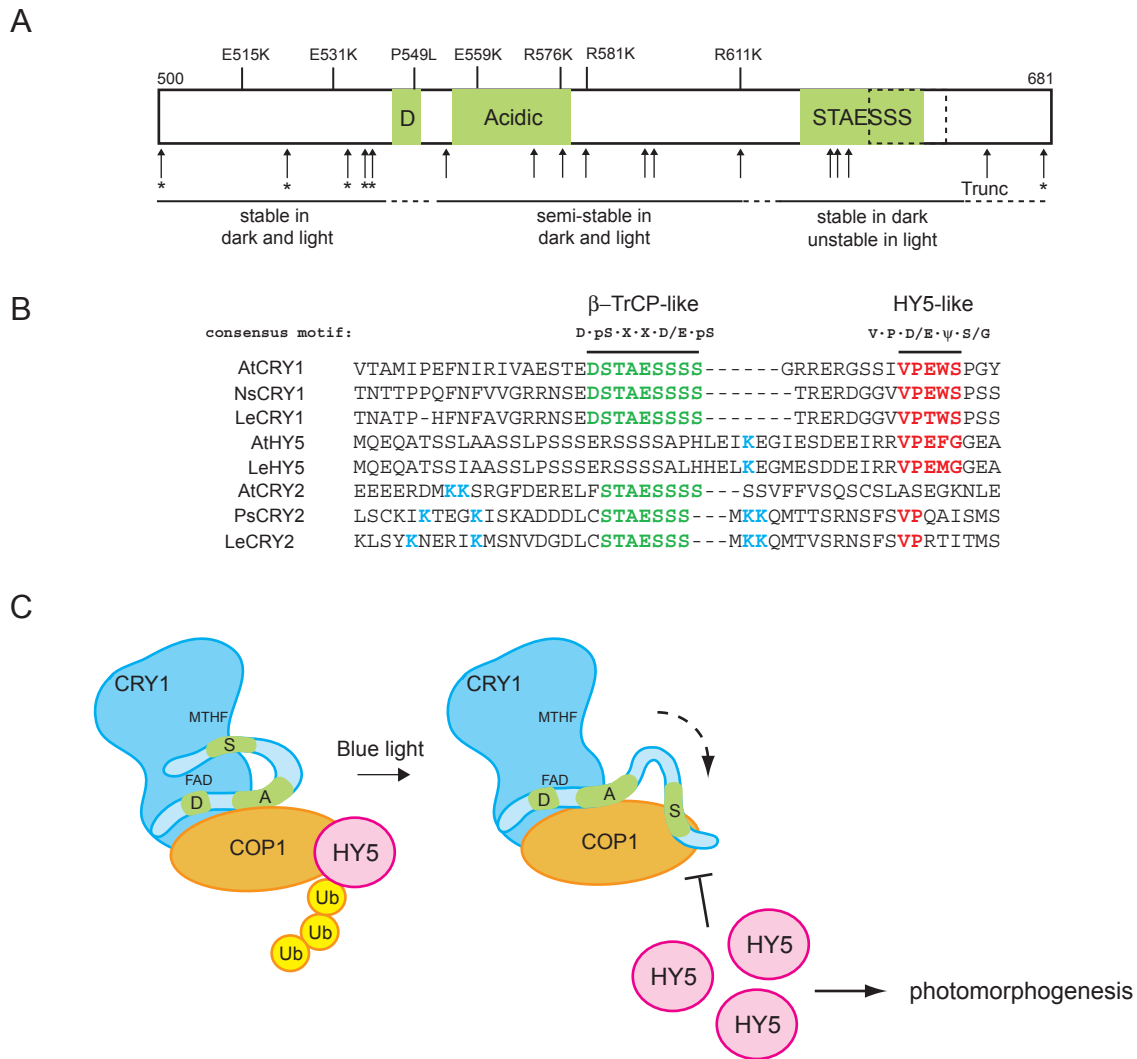 A
E515K E531K P549L E559K R576K R581K R611K
500 681
D Acidic STAESSS
* * * * * Trunc *
stable in dark and light
semi-stable in dark and light
stable in dark unstable in light
B
β–TrCP-like HY5-like
consensus motif: D·pS·X·X·D/E·pS V·P·D/E·ψ·S/G
AtCRY1 VTAMIPEFNIRIVAESTEDSTAESSSS------GRRERGSSIVPEWSPGY
NsCRY1 TNTTPPQFNFVVGRRNSEDSTAESSSS------TRERDGGVVPEWSPSS
LeCRY1 TNATP-HFNFAVGRRNSEDSTAESSSS------TRERDGGVVPTWSPSS
AtHY5 MQEQATSSLAASSLPSSSERSSSSAPHLEIKEGIESDEEIRRVPEFGGEA
LeHY5 MQEQATSSIAASSLPSSSERSSSSALHHELKEGMESDDEIRRVPEMGGEA
AtCRY2 EEEERDMKKSRGFDERELFSTAESSSS---SSVFFVSQSCSLASEGKNLE
PsCRY2 LSCKIKTEGKISKADDDLCSTAESSS---MKKQMTTSRNSFSVPQAISMS
LeCRY2 KLSYKNERIKMSNVDGDLCSTAESSS---MKKQMTVSRNSFSVPRTITMS
C
CRY1
MTHF
S
FAD
D A
COP1 HY5
Ub
Ub
Ub
Blue light
CRY1
MTHF
FAD
D A S
COP1
HY5
HY5
HY5
photomorphogenesis